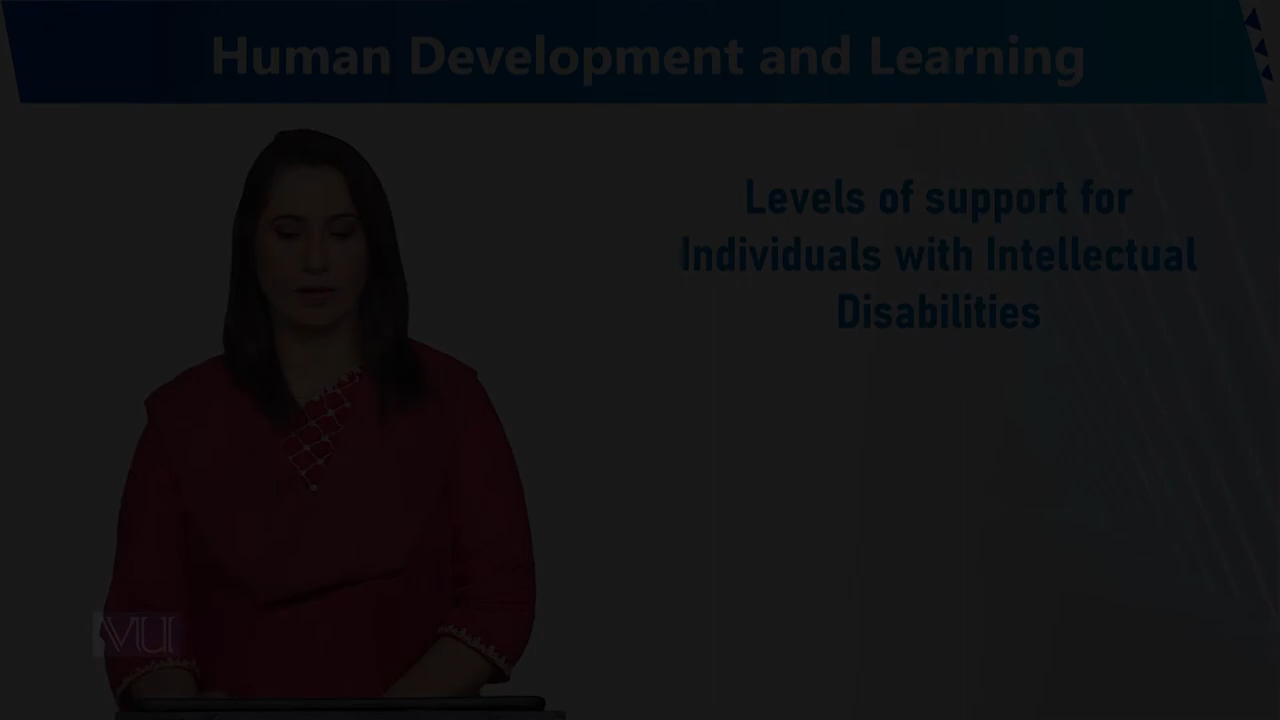 Human Development and Learning
Levels of support for
Individuals with Intellectual
Disabilities
VU